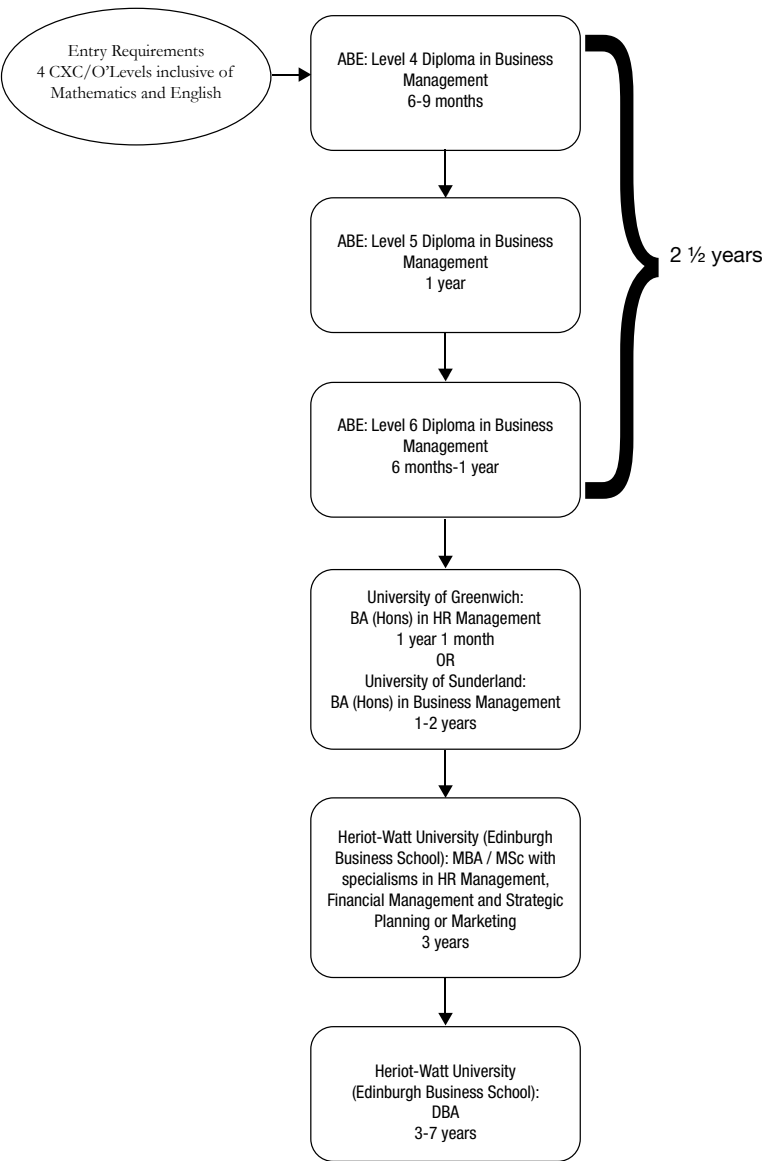 Entry Requirements
4 CXC/O’Levels inclusive of
Mathematics and English
ABE: Level 4 Diploma in Business
Management
6-9 months
ABE: Level 5 Diploma in Business
Management
1 year
2 ½ years
ABE: Level 6 Diploma in Business
Management
6 months-1 year
University of Greenwich:
BA (Hons) in HR Management
1 year 1 month
OR
University of Sunderland:
BA (Hons) in Business Management
1-2 years
Heriot-Watt University (Edinburgh
Business School): MBA / MSc with
specialisms in HR Management,
Financial Management and Strategic
Planning or Marketing
3 years
Heriot-Watt University
(Edinburgh Business School):
DBA
3-7 years